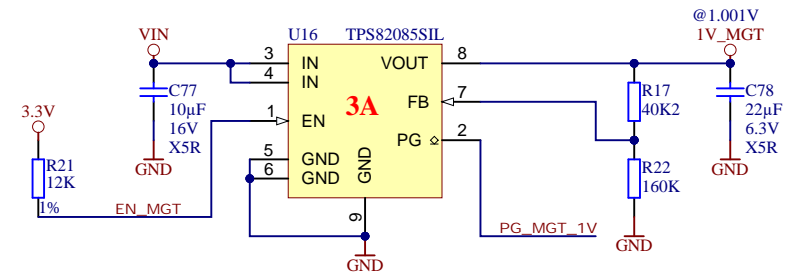 @1.001V
VIN
U16 TPS82085SIL
1V_MGT
3 IN VOUT 8
4 IN
C77
10µF
16V
X5R
R17
40K2
C78
22µF
6.3V
X5R
3A
FB 7
3.3V
1 EN
PG 2
GND
5 GND
6 GND
GND
9
R21
12K
1%
R22
160K
GND
EN_MGT
PG_MGT_1V
GND
GND